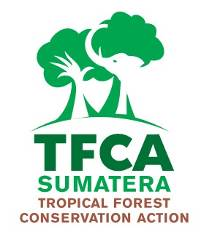 TFCA
SUMATERA
TROPICAL FOREST
CONSERVATION ACTION